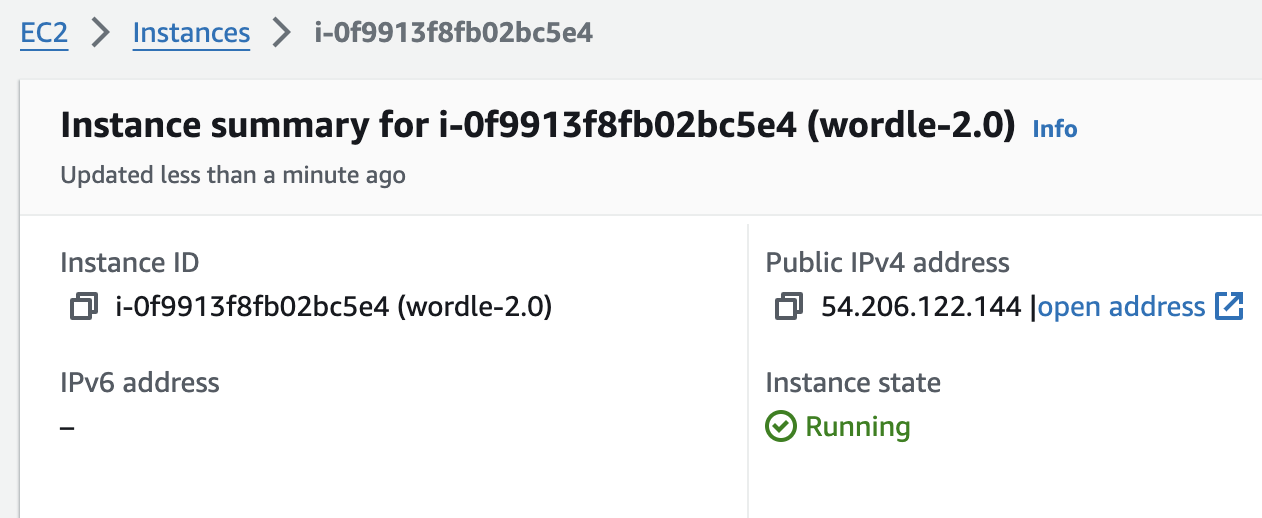 EC2 > Instances > i-0f9913f8fb02bc5e4
Instance summary for i-0f9913f8fb02bc5e4 (wordle-2.0) Info
Updated less than a minute ago
Instance ID
i-0f9913f8fb02bc5e4 (wordle-2.0)
Public IPv4 address
54.206.122.144 |open address
IPv6 address
–
Instance state
Running